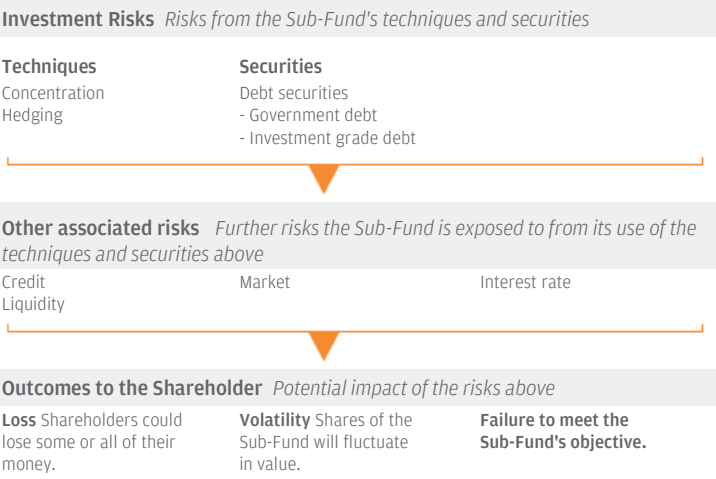 Investment Risks Risks from the Sub-Fund's techniques and securities
Techniques
Concentration
Hedging
Securities
Debt securities
- Government debt
- Investment grade debt
Other associated risks Further risks the Sub-Fund is exposed to from its use of the
techniques and securities above
Credit
Liquidity
Market
Interest rate
Outcomes to the Shareholder Potential impact of the risks above
Loss Shareholders could
lose some or all of their
money.
Volatility Shares of the
Sub-Fund will fluctuate
in value.
Failure to meet the
Sub-Fund's objective.